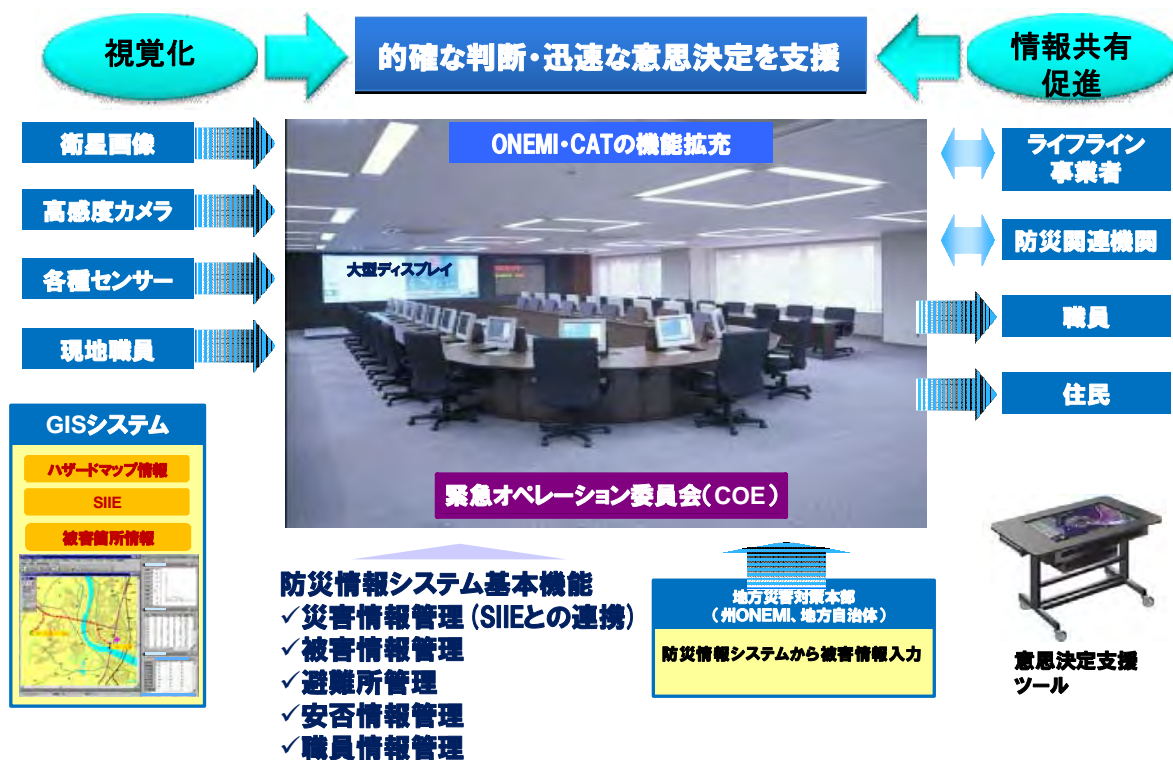 視覚化
的確な判断・迅速な意思決定を支援
情報共有
促進
衛星画像
高感度カメラ
各種センサー
現地職員
ONEMI・CATの機能拡充
大型ディスプレイ
緊急オペレーション委員会(COE)
ライフライン
事業者
防災関連機関
職員
住民
GISシステム
ハザードマップ情報
SIIE
被害箇所情報
防災情報システム基本機能
✓災害情報管理(SIIEとの連携)
✓被害情報管理
✓避難所管理
✓安否情報管理
✓職員情報管理
地方災害対策本部
(州ONEMI、地方自治体)
防災情報システムから被害情報入力
意思決定支援
ツール